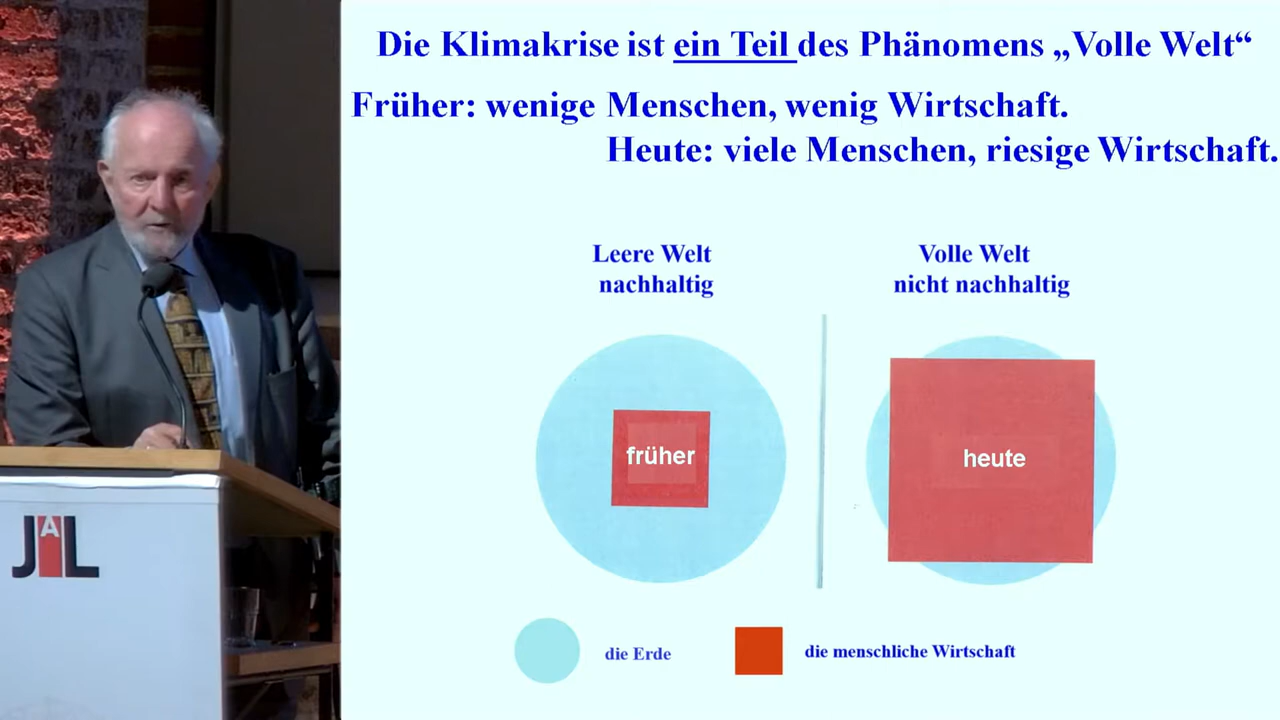 Die Klimakrise ist ein Teil des Phänomens „Volle Welt“
Früher: wenige Menschen, wenig Wirtschaft.
Heute: viele Menschen, riesige Wirtschaft.
Leere Welt
nachhaltig
Volle Welt
nicht nachhaltig
früher
heute
die Erde
die menschliche Wirtschaft
JAL